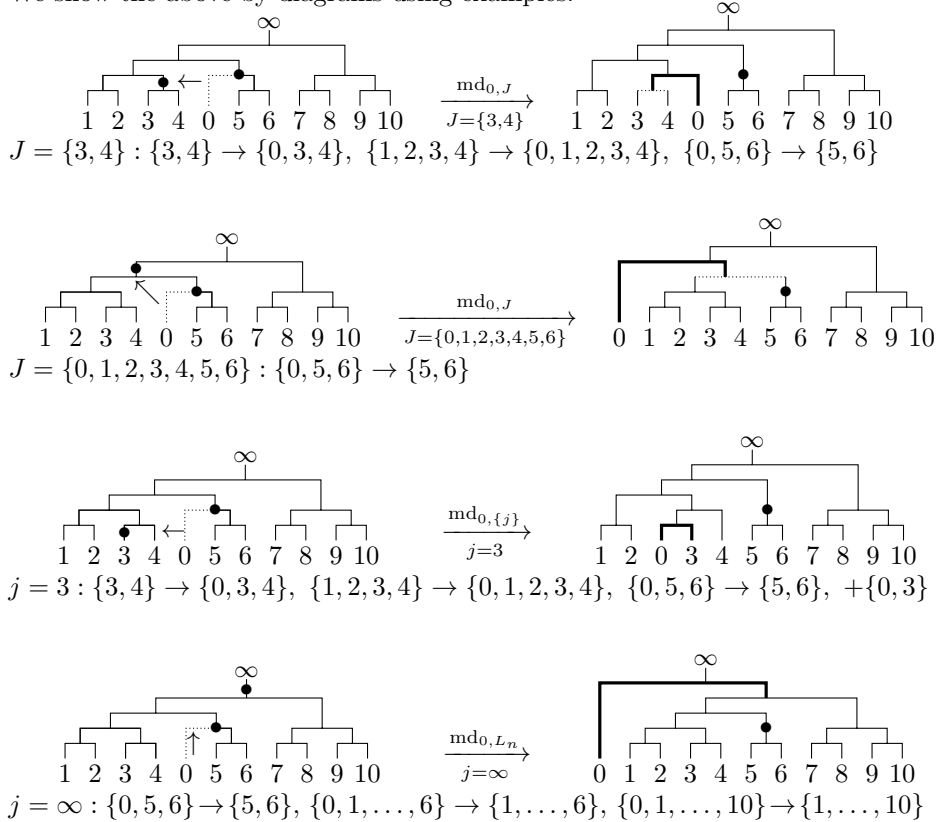 We show the above by diagrams using examples.
∞ ∞
1 2 3 4 0 5 6 7 8 9 10 md₀,J J={3,4} 1 2 3 4 0 5 6 7 8 9 10
J = {3, 4} : {3, 4} → {0, 3, 4}, {1, 2, 3, 4} → {0, 1, 2, 3, 4}, {0, 5, 6} → {5, 6}
∞ ∞
1 2 3 4 0 5 6 7 8 9 10 md₀,J J={0,1,2,3,4,5,6} 0 1 2 3 4 5 6 7 8 9 10
J = {0, 1, 2, 3, 4, 5, 6} : {0, 5, 6} → {5, 6}
∞ ∞
1 2 3 4 0 5 6 7 8 9 10 md₀,{j} j=3 1 2 0 3 4 5 6 7 8 9 10
j = 3 : {3, 4} → {0, 3, 4}, {1, 2, 3, 4} → {0, 1, 2, 3, 4}, {0, 5, 6} → {5, 6}, +{0, 3}
∞ ∞
1 2 3 4 0 5 6 7 8 9 10 md₀,Lₙ j=∞ 0 1 2 3 4 5 6 7 8 9 10
j = ∞ : {0, 5, 6} → {5, 6}, {0, 1, . . . , 6} → {1, . . . , 6}, {0, 1, . . . , 10} → {1, . . . , 10}